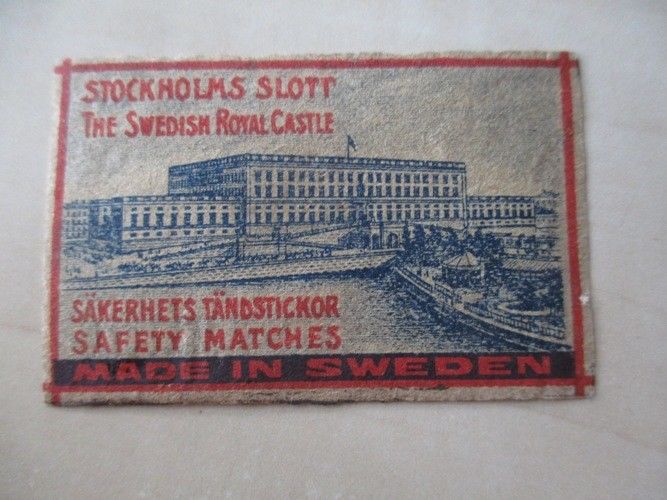 STOCKHOLMS SLOTT
THE SWEDISH ROYAL CASTLE
SÄKERHETS TÄNDSTICKOR
SAFETY MATCHES
MADE IN SWEDEN